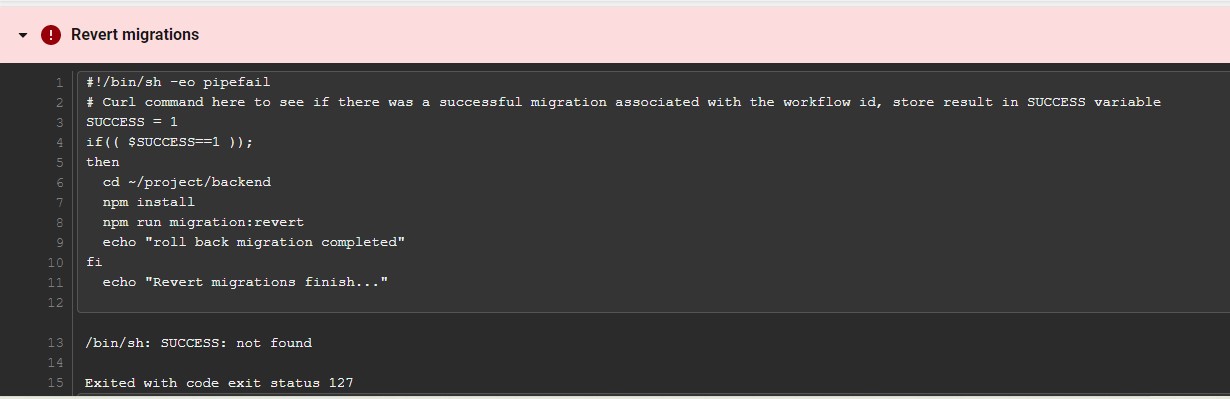 Revert migrations
1 #!/bin/sh -eo pipefail
2 # Curl command here to see if there was a successful migration associated with the workflow id, store result in SUCCESS variable
3 SUCCESS = 1
4 if(( $SUCCESS==1 ));
5 then
6   cd ~/project/backend
7   npm install
8   npm run migration:revert
9   echo "roll back migration completed"
10 fi
11   echo "Revert migrations finish..."
12
13 /bin/sh: SUCCESS: not found
14
15 Exited with code exit status 127